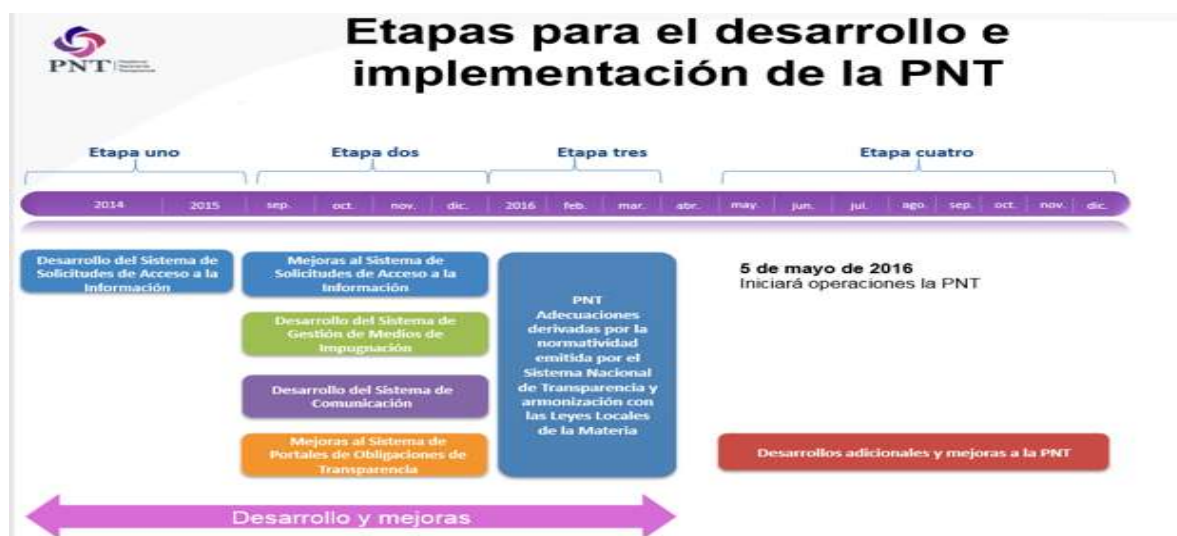 Etapas para el desarrollo e
implementación de la PNT
PNT
Etapa uno
Etapa dos
Etapa tres
Etapa cuatro
2014 2015 sep. oct. nov. dic. 2016 feb. mar. abr. may. jun. jul. ago. sep. oct. nov. dic.
Desarrollo del Sistema de
Solicitudes de Acceso a la
Información
Mejoras al Sistema de
Solicitudes de Acceso a la
Información
Desarrollo del Sistema de
Gestión de Medios de
Impugnación
Desarrollo del Sistema de
Comunicación
Mejoras al Sistema de
Portales de Obligaciones de
Transparencia
PNT
Adecuaciones
derivadas por la
normatividad
emitida por el
Sistema Nacional
de Transparencia y
armonización con
las Leyes Locales
de la Materia
5 de mayo de 2016
Iniciará operaciones la PNT
Desarrollos adicionales y mejoras a la PNT
Desarrollo y mejoras